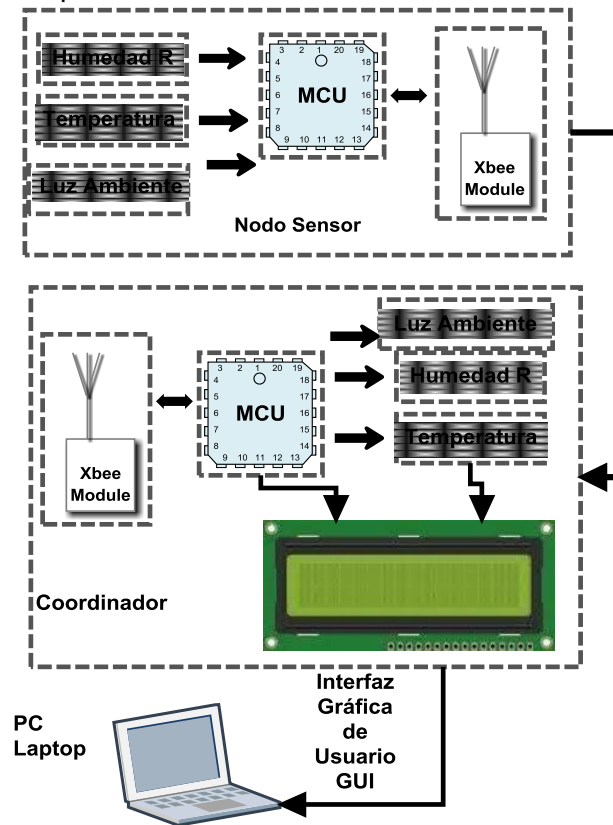 Humedad R
Temperatura
Luz Ambiente
3 2 1 20 19
4 18
5 17
6 16
7 15
8 14
9 10 11 12 13
MCU
Xbee
Module
Nodo Sensor
Xbee
Module
3 2 1 20 19
4 18
5 17
6 16
7 15
8 14
9 10 11 12 13
MCU
Luz Ambiente
Humedad R
Temperatura
Coordinador
Interfaz
Gráfica
de
Usuario
GUI
PC
Laptop